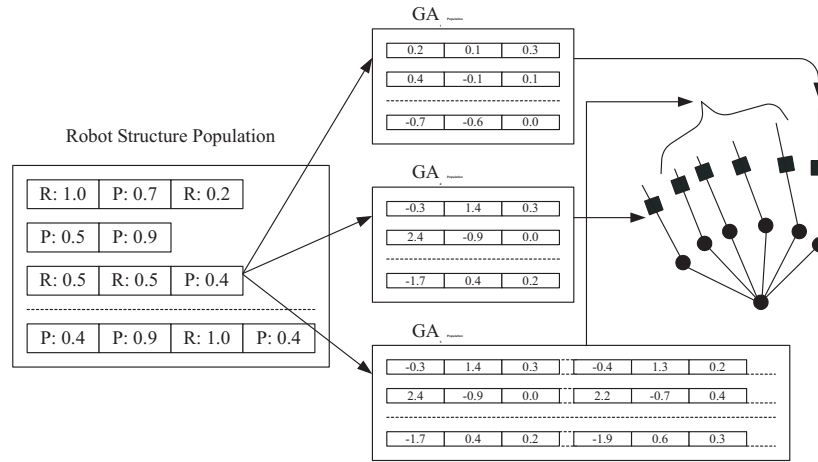 Robot Structure Population
R: 1.0 P: 0.7 R: 0.2
P: 0.5 P: 0.9
R: 0.5 R: 0.5 P: 0.4
P: 0.4 P: 0.9 R: 1.0 P: 0.4
GA Population
0.2 0.1 0.3
0.4 -0.1 0.1
-0.7 -0.6 0.0
GA Population
-0.3 1.4 0.3
2.4 -0.9 0.0
-1.7 0.4 0.2
GA Population
-0.3 1.4 0.3 -0.4 1.3 0.2
2.4 -0.9 0.0 2.2 -0.7 0.4
-1.7 0.4 0.2 -1.9 0.6 0.3